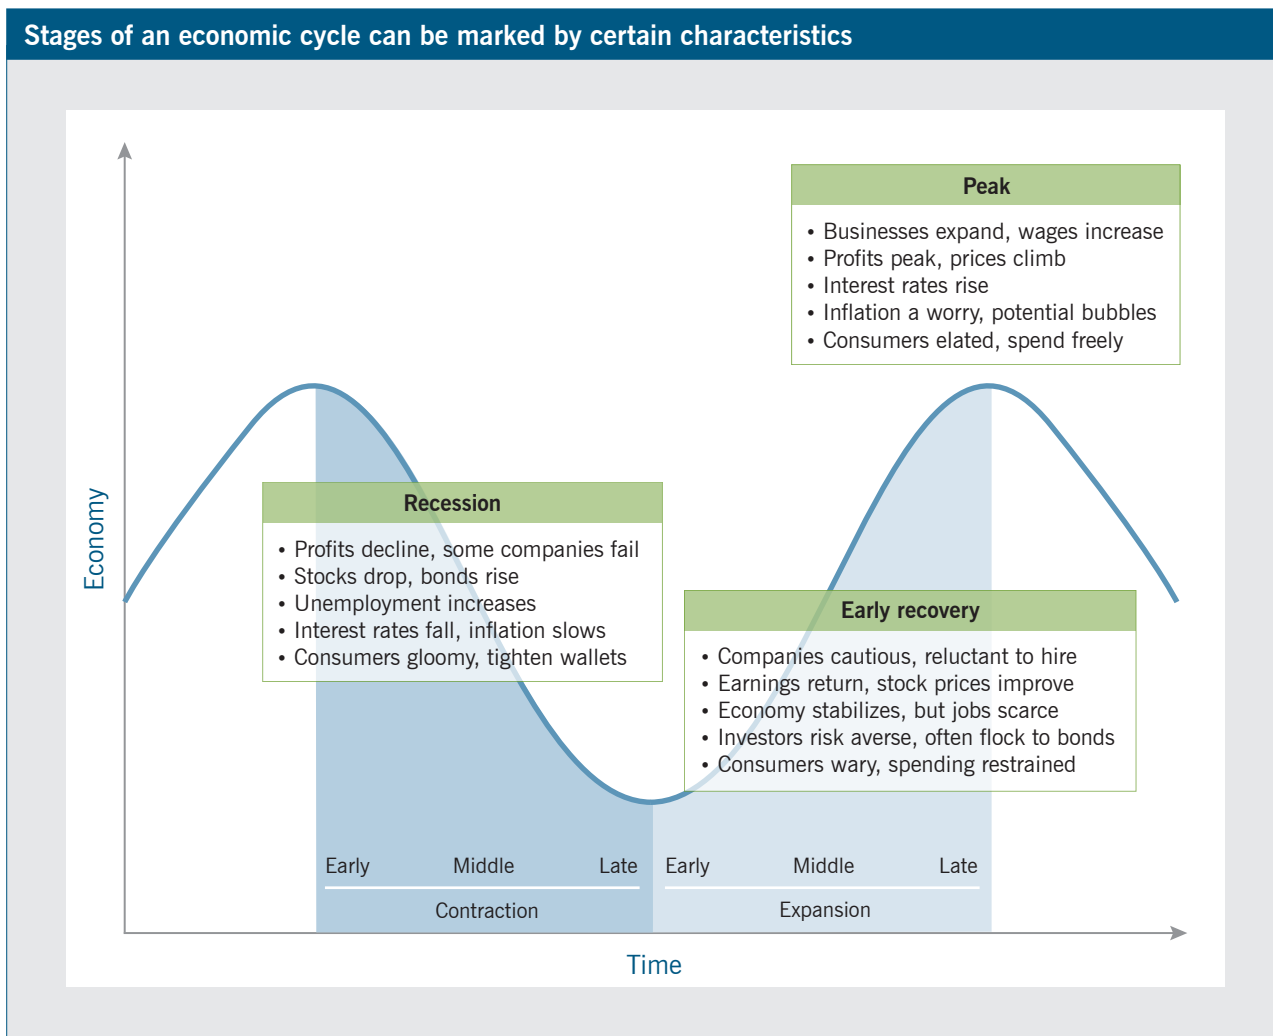 Stages of an economic cycle can be marked by certain characteristics
Peak
• Businesses expand, wages increase
• Profits peak, prices climb
• Interest rates rise
• Inflation a worry, potential bubbles
• Consumers elated, spend freely
Economy
Recession
• Profits decline, some companies fail
• Stocks drop, bonds rise
• Unemployment increases
• Interest rates fall, inflation slows
• Consumers gloomy, tighten wallets
Early recovery
• Companies cautious, reluctant to hire
• Earnings return, stock prices improve
• Economy stabilizes, but jobs scarce
• Investors risk averse, often flock to bonds
• Consumers wary, spending restrained
Early Middle Late Early Middle Late
Contraction Expansion
Time